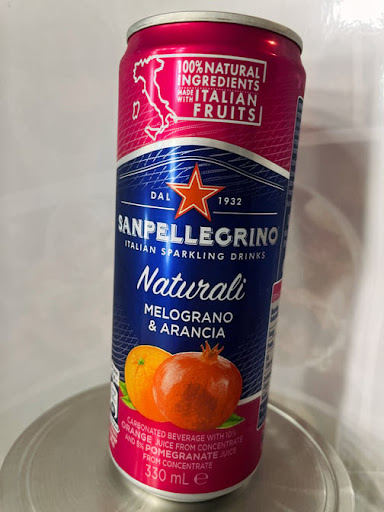 100% NATURAL
INGREDIENTS
MADE WITH ITALIAN
FRUITS
DAL 1932
SANPELLEGRINO
ITALIAN SPARKLING DRINKS
Naturali
MELOGRANO
& ARANCIA
CARBONATED BEVERAGE WITH 10%
ORANGE JUICE FROM CONCENTRATE
AND 6% POMEGRANATE JUICE
FROM CONCENTRATE
330 mL ℮